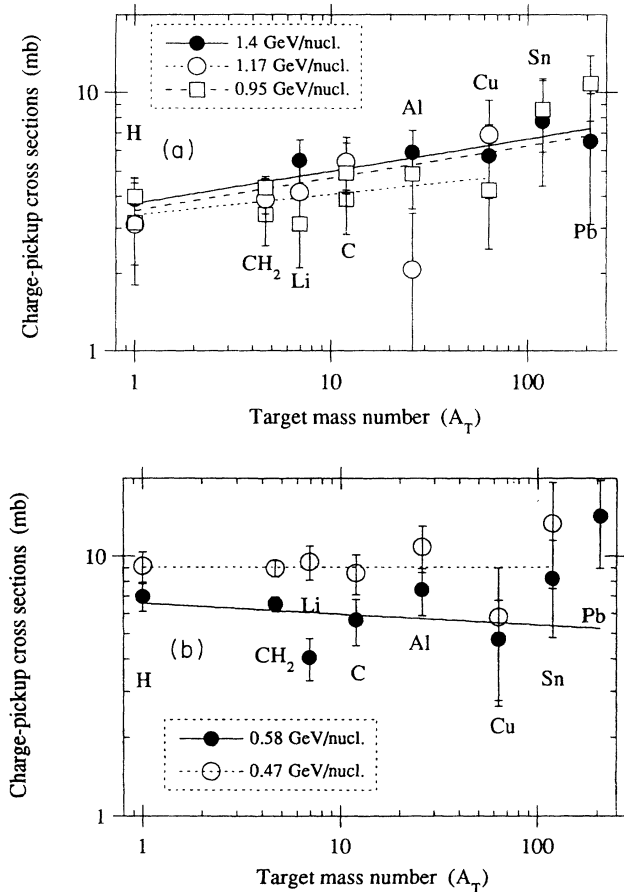 Charge-pickup cross sections (mb)
1.4 GeV/nucl.
1.17 GeV/nucl.
0.95 GeV/nucl.
Sn
Cu
10
Al
H
(a)
CH2
Li
C
Pb
1
1
10
100
Target mass number (AT)
Charge-pickup cross sections (mb)
10
Li
Pb
(b)
CH2
C
Al
H
Sn
Cu
0.58 GeV/nucl.
0.47 GeV/nucl.
1
1
10
100
Target mass number (AT)